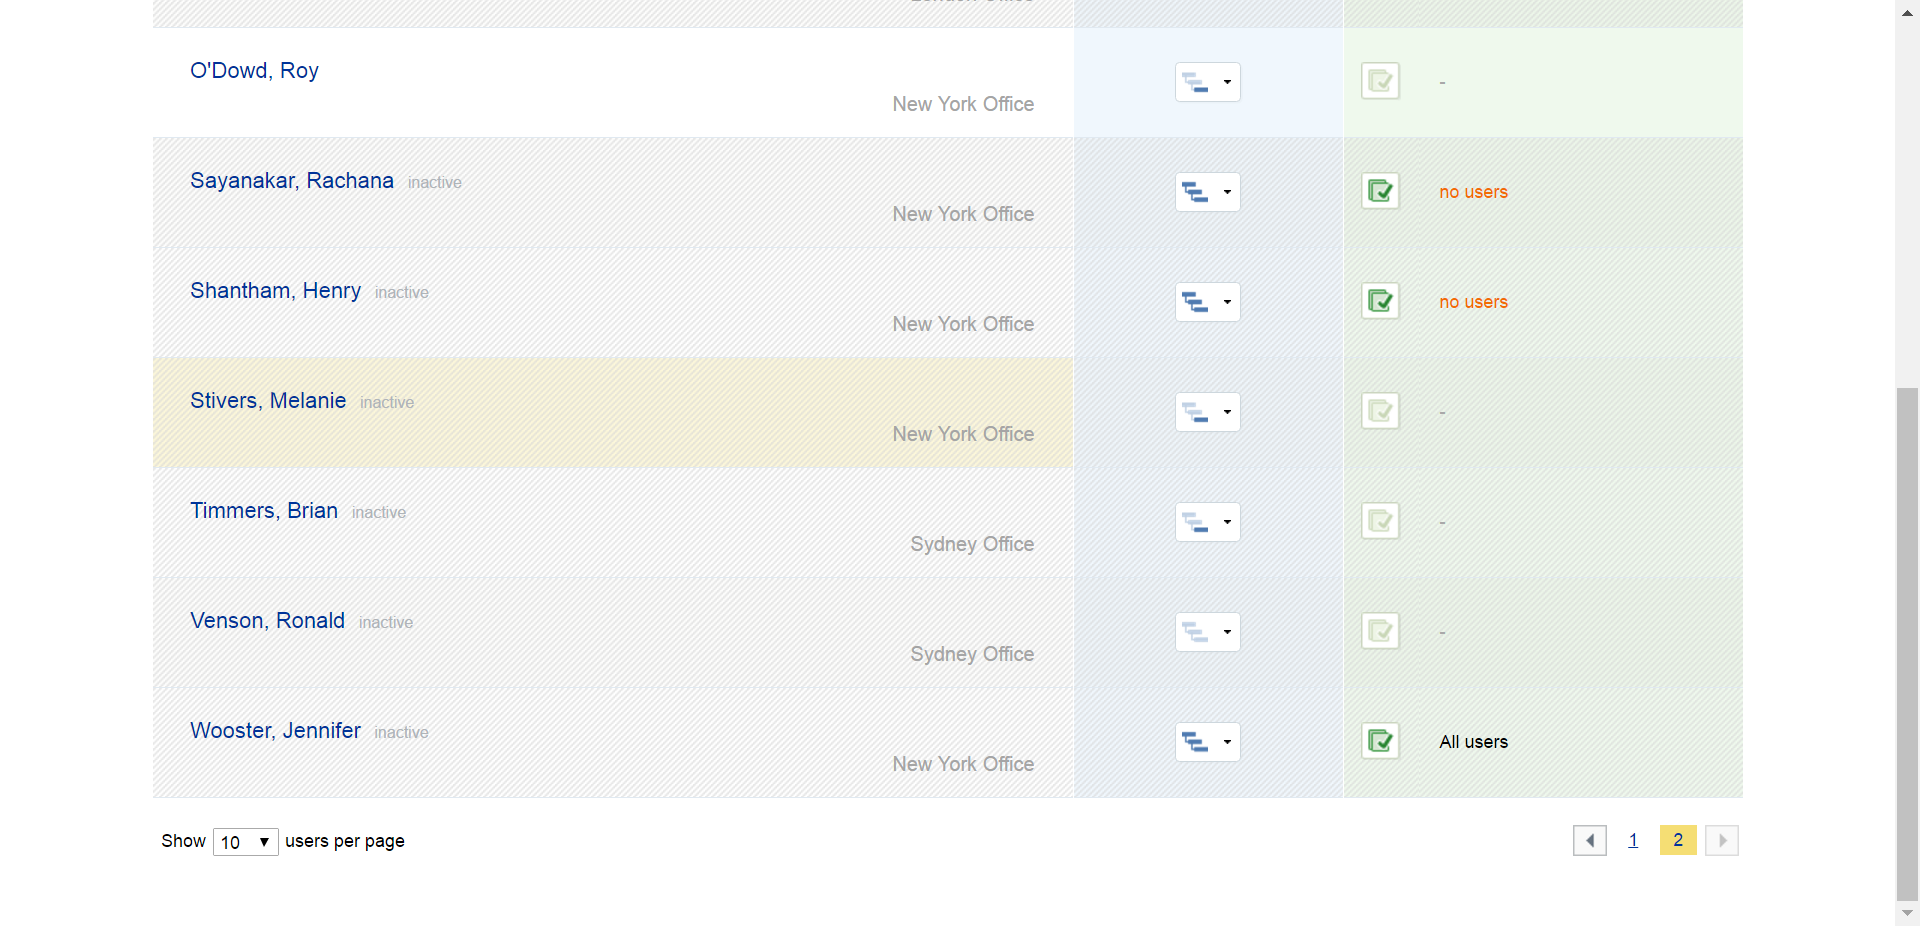 O'Dowd, Roy
New York Office
-
Sayanakar, Rachana inactive
New York Office
no users
Shantham, Henry inactive
New York Office
no users
Stivers, Melanie inactive
New York Office
-
Timmers, Brian inactive
Sydney Office
-
Venson, Ronald inactive
Sydney Office
-
Wooster, Jennifer inactive
New York Office
All users
Show 10 users per page
1 2